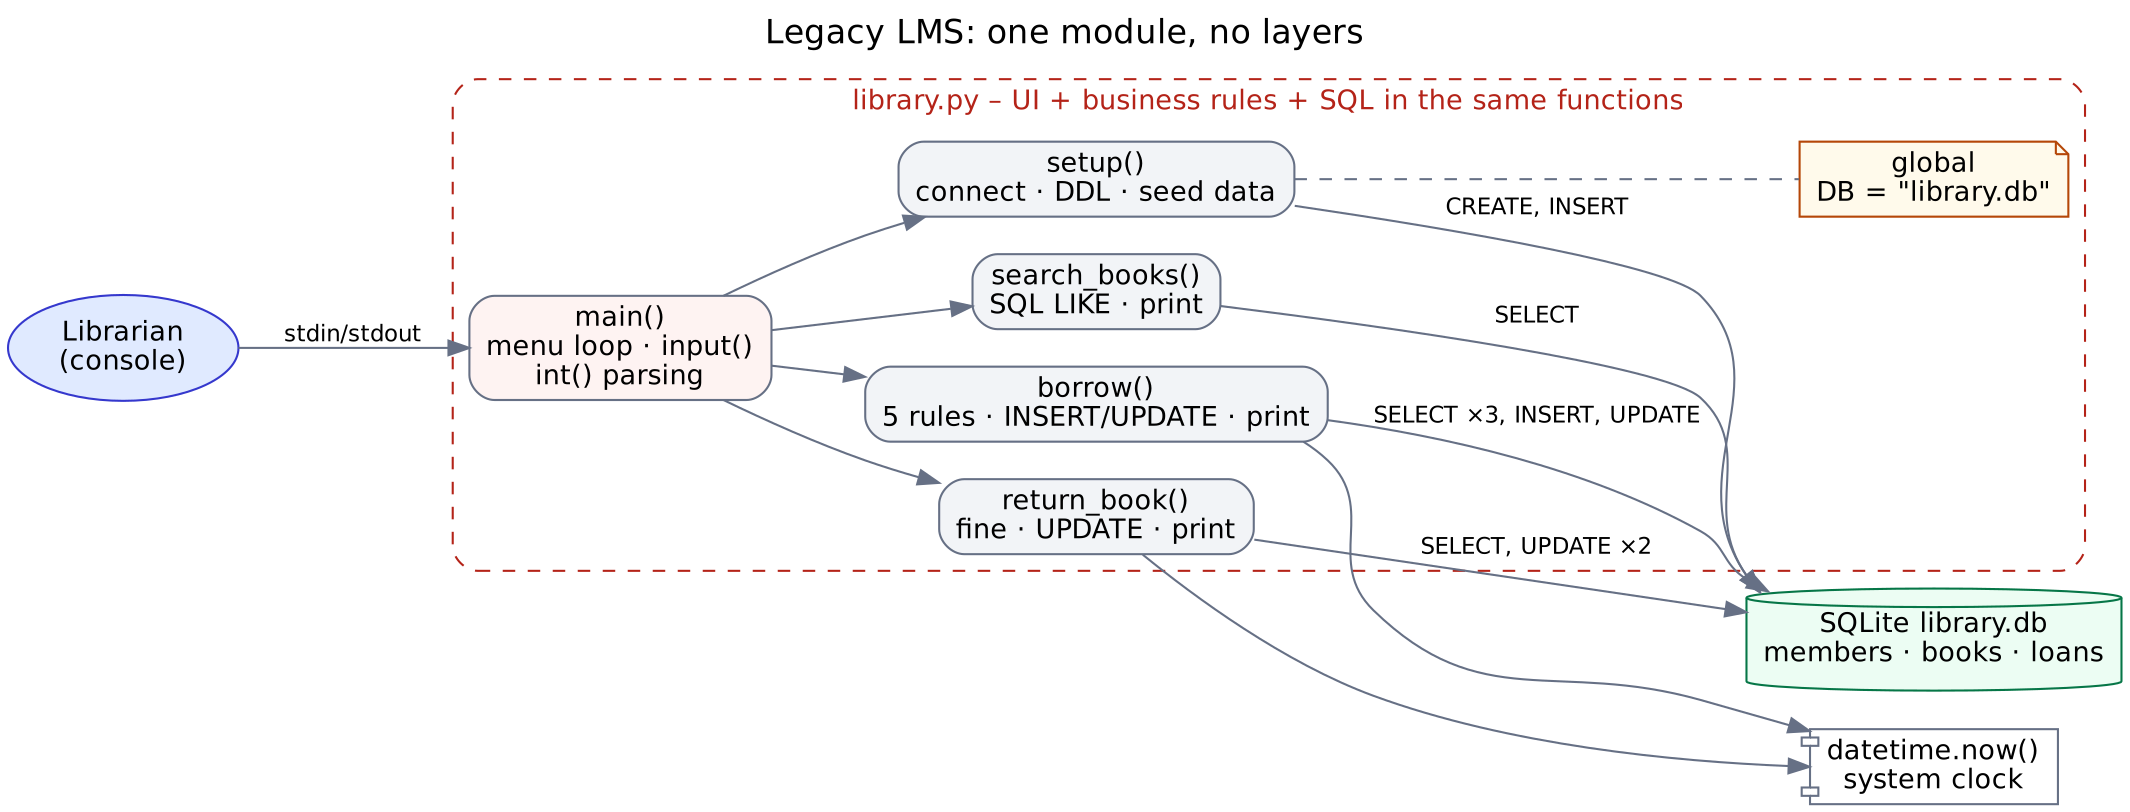 Legacy LMS: one module, no layers
library.py – UI + business rules + SQL in the same functions
setup()
connect · DDL · seed data
global
DB = "library.db"
CREATE, INSERT
search_books()
SQL LIKE · print
SELECT
Librarian
(console)
stdin/stdout
main()
menu loop · input()
int() parsing
borrow()
5 rules · INSERT/UPDATE · print
SELECT ×3, INSERT, UPDATE
return_book()
fine · UPDATE · print
SELECT, UPDATE ×2
SQLite library.db
members · books · loans
datetime.now()
system clock